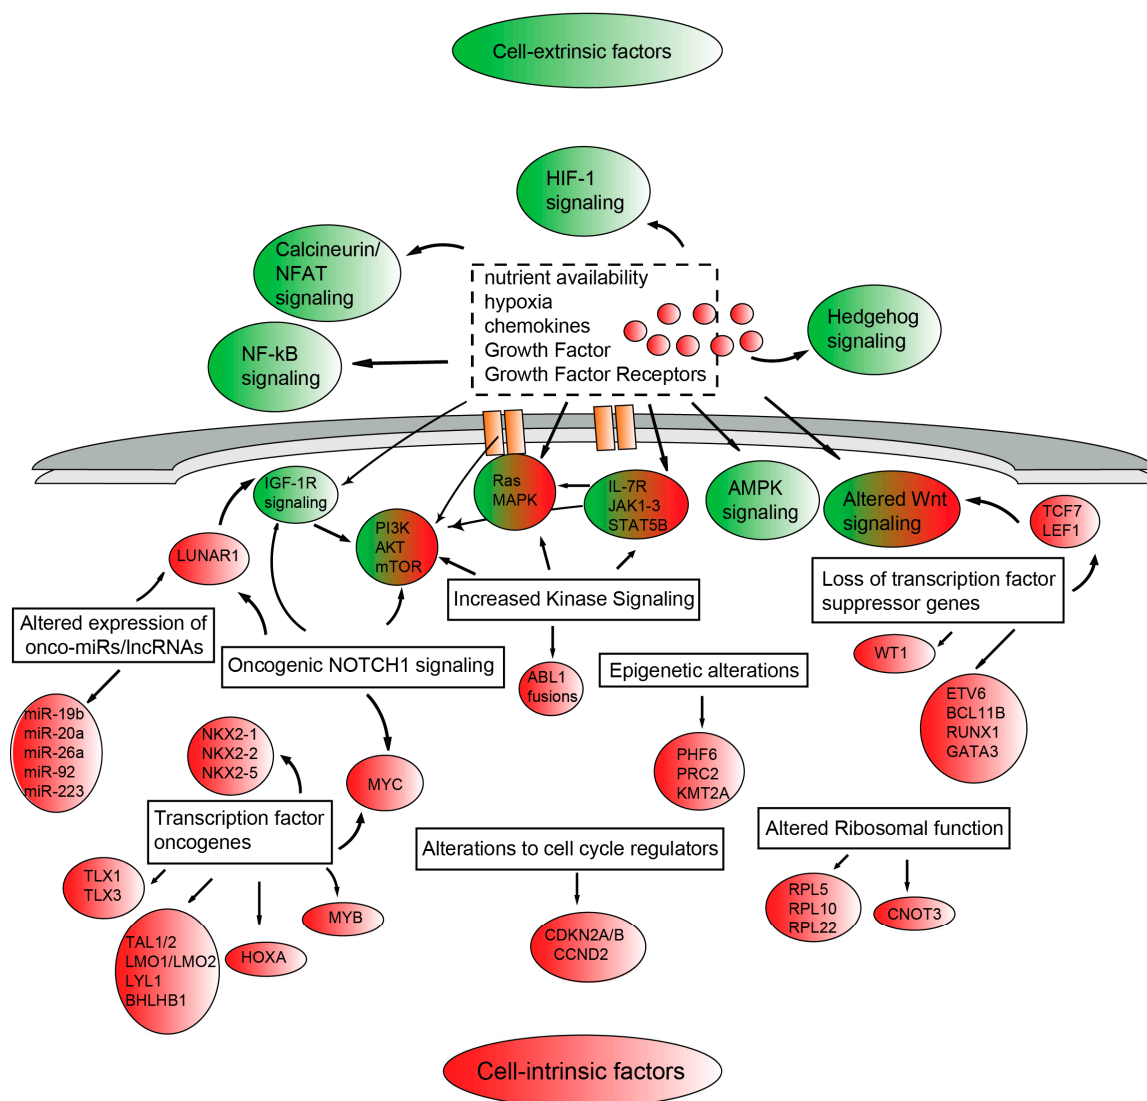 Cell-extrinsic factors
HIF-1
signaling
Calcineurin/
NFAT
signaling
nutrient availability
hypoxia
chemokines
Growth Factor
Growth Factor Receptors
Hedgehog
signaling
NF-kB
signaling
IGF-1R
signaling
Ras
MAPK
IL-7R
JAK1-3
STAT5B
AMPK
signaling
Altered Wnt
signaling
TCF7
LEF1
PI3K
AKT
mTOR
LUNAR1
Loss of transcription factor
suppressor genes
Increased Kinase Signaling
Altered expression of
onco-miRs/lncRNAs
Oncogenic NOTCH1 signaling
WT1
Epigenetic alterations
ABL1
fusions
ETV6
BCL11B
RUNX1
GATA3
miR-19b
miR-20a
miR-26a
miR-92
miR-223
NKX2-1
NKX2-2
NKX2-5
MYC
PHF6
PRC2
KMT2A
Transcription factor
oncogenes
Alterations to cell cycle regulators
Altered Ribosomal function
TLX1
TLX3
MYB
RPL5
RPL10
RPL22
CNOT3
TAL1/2
LMO1/LMO2
LYL1
BHLHB1
HOXA
CDKN2A/B
CCND2
Cell-intrinsic factors